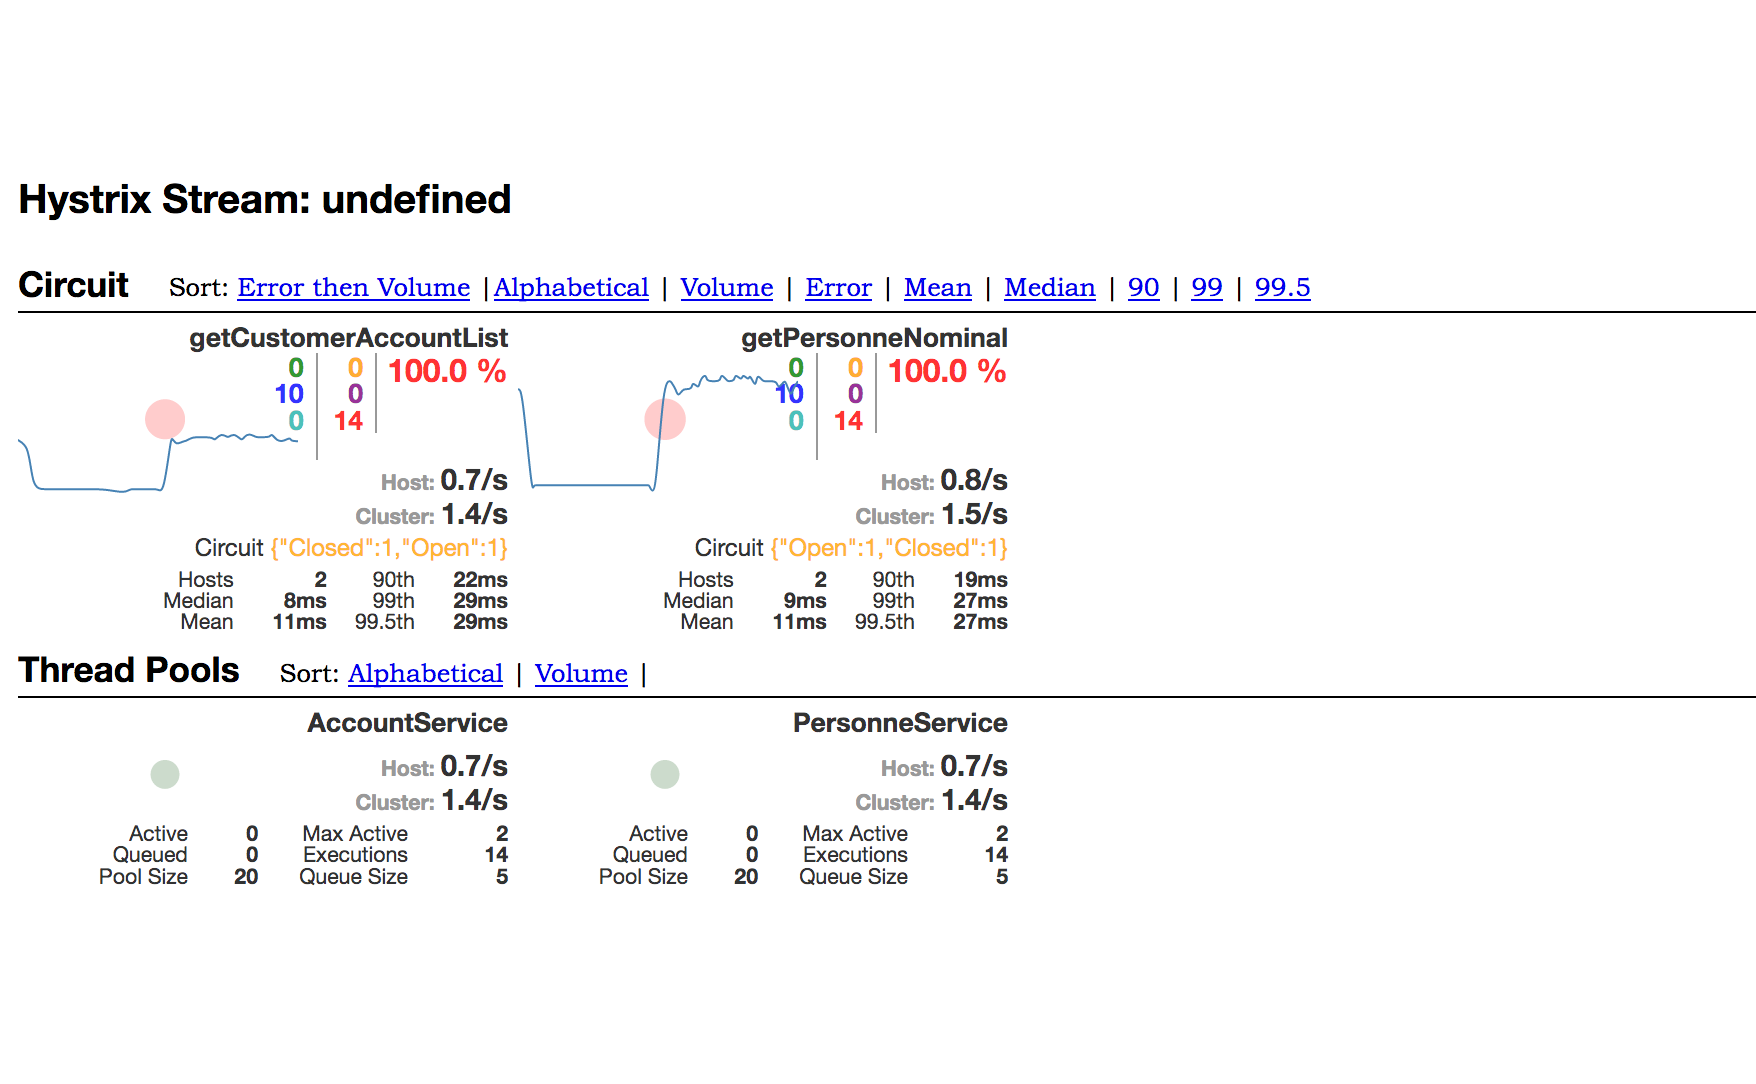 Hystrix Stream: undefined
Circuit Sort: Error then Volume | Alphabetical | Volume | Error | Mean | Median | 90 | 99 | 99.5
getCustomerAccountList
0 0 100.0 %
10 0
0 14
Host: 0.7/s
Cluster: 1.4/s
Circuit {"Closed":1,"Open":1}
Hosts 2 90th 22ms
Median 8ms 99th 29ms
Mean 11ms 99.5th 29ms
getPersonneNominal
0 0 100.0 %
10 0
0 14
Host: 0.8/s
Cluster: 1.5/s
Circuit {"Open":1,"Closed":1}
Hosts 2 90th 19ms
Median 9ms 99th 27ms
Mean 11ms 99.5th 27ms
Thread Pools Sort: Alphabetical | Volume |
AccountService
Host: 0.7/s
Cluster: 1.4/s
Active 0 Max Active 2
Queued 0 Executions 14
Pool Size 20 Queue Size 5
PersonneService
Host: 0.7/s
Cluster: 1.4/s
Active 0 Max Active 2
Queued 0 Executions 14
Pool Size 20 Queue Size 5